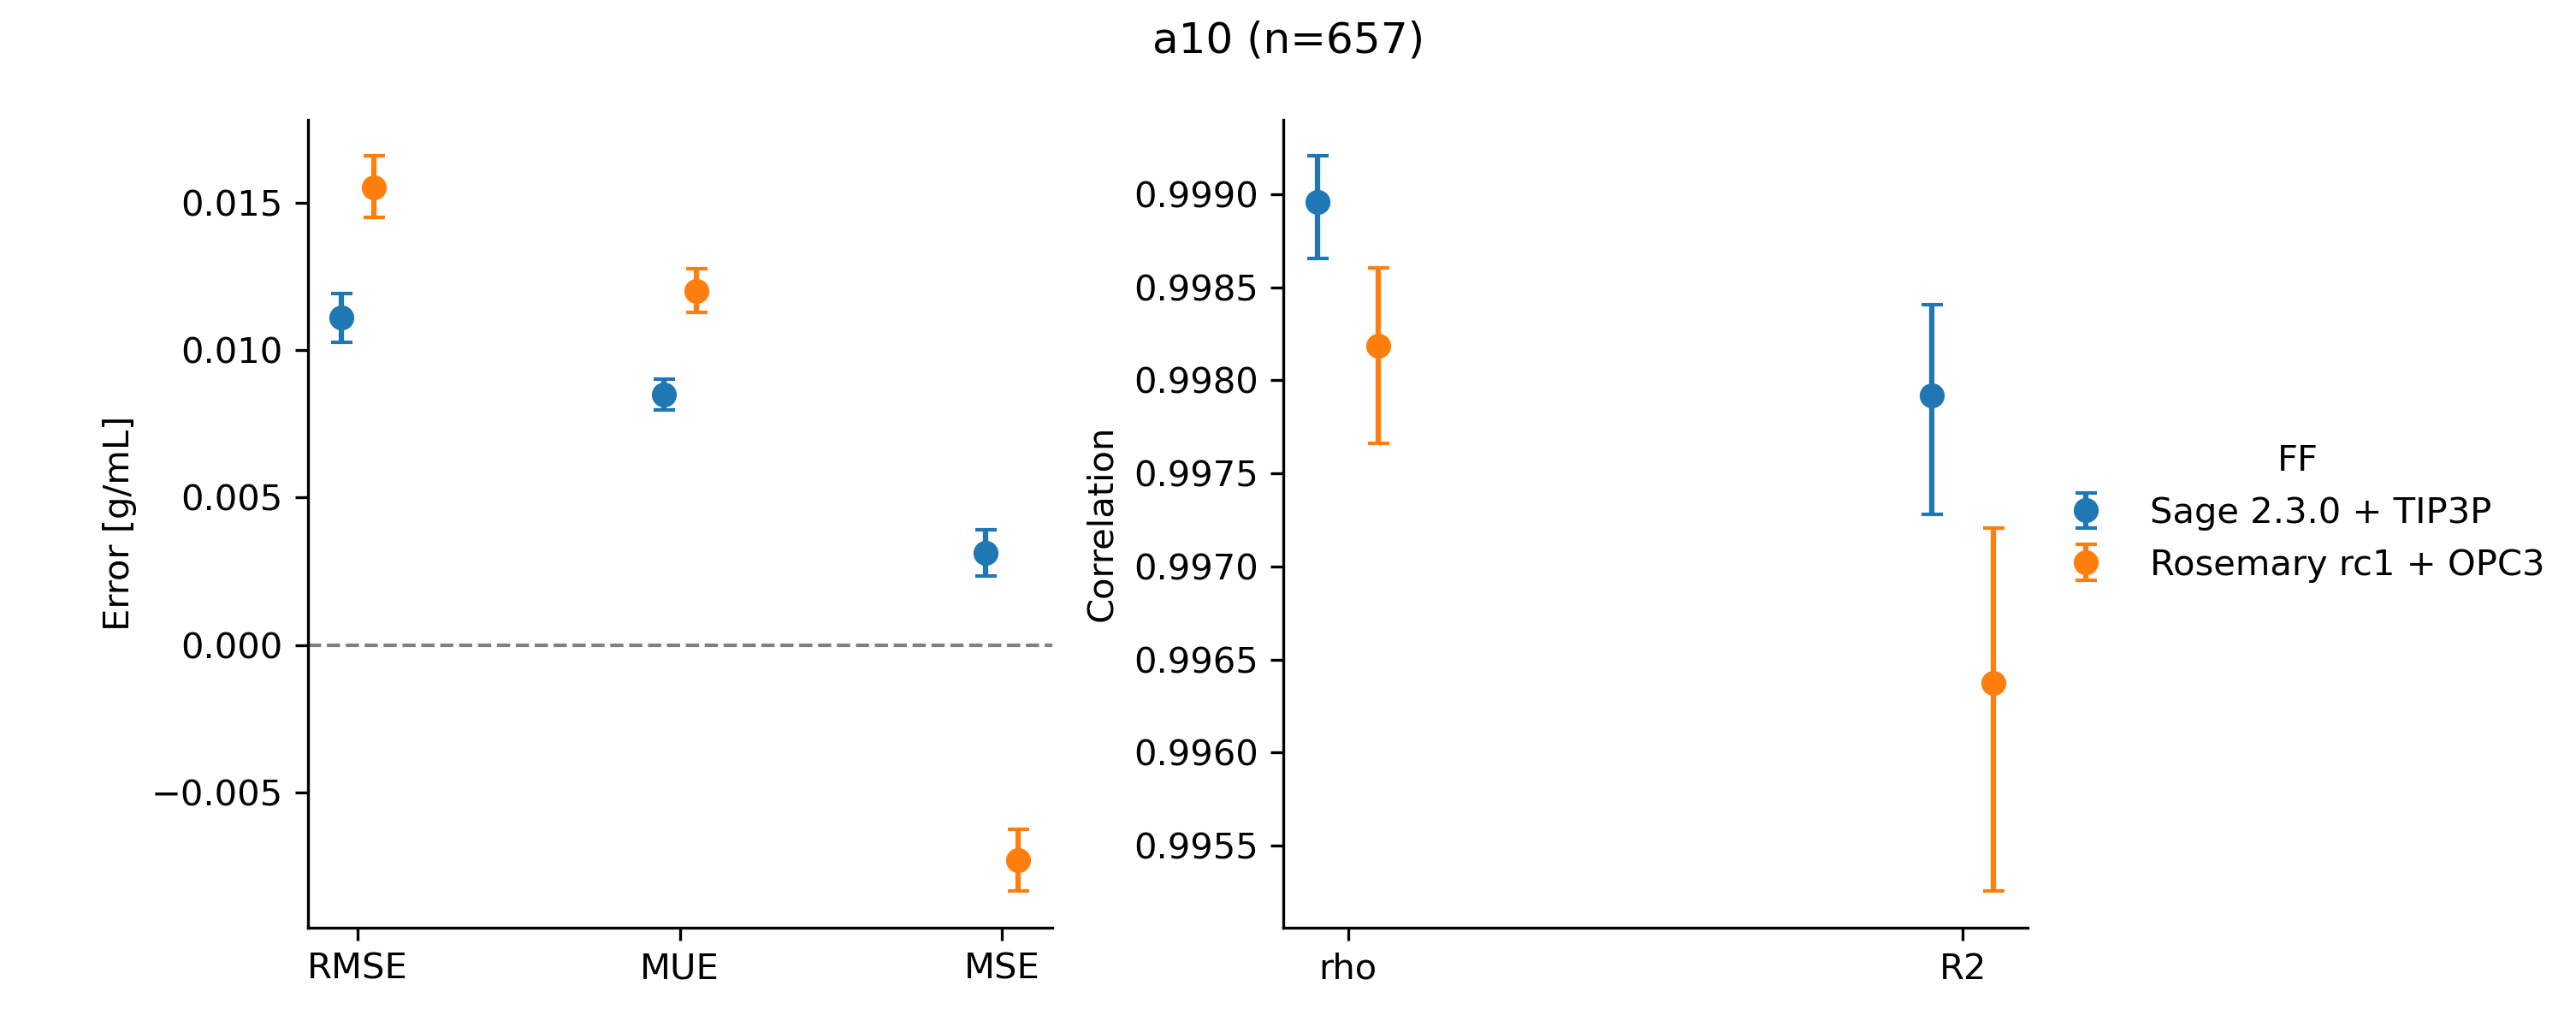 a10 (n=657)
Error [g/mL]
0.015
0.010
0.005
0.000
−0.005
RMSE
MUE
MSE
Correlation
0.9990
0.9985
0.9980
0.9975
0.9970
0.9965
0.9960
0.9955
rho
R2
FF
Sage 2.3.0 + TIP3P
Rosemary rc1 + OPC3